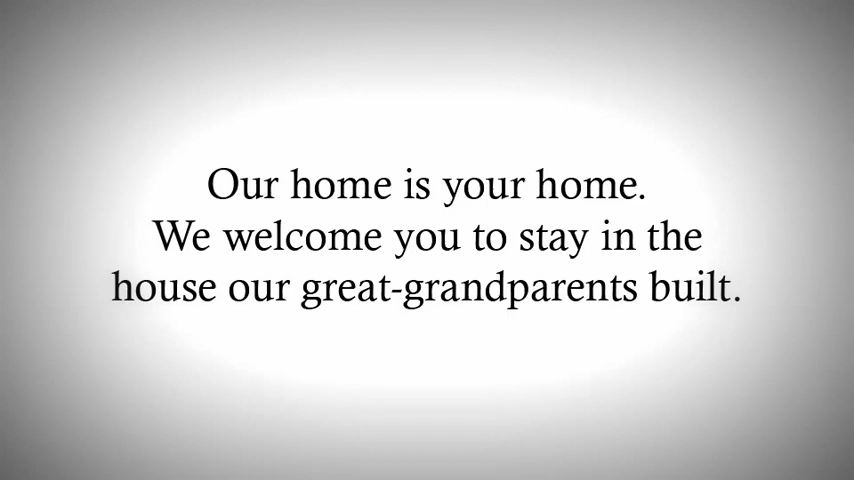 Our home is your home.
We welcome you to stay in the
house our great-grandparents built.